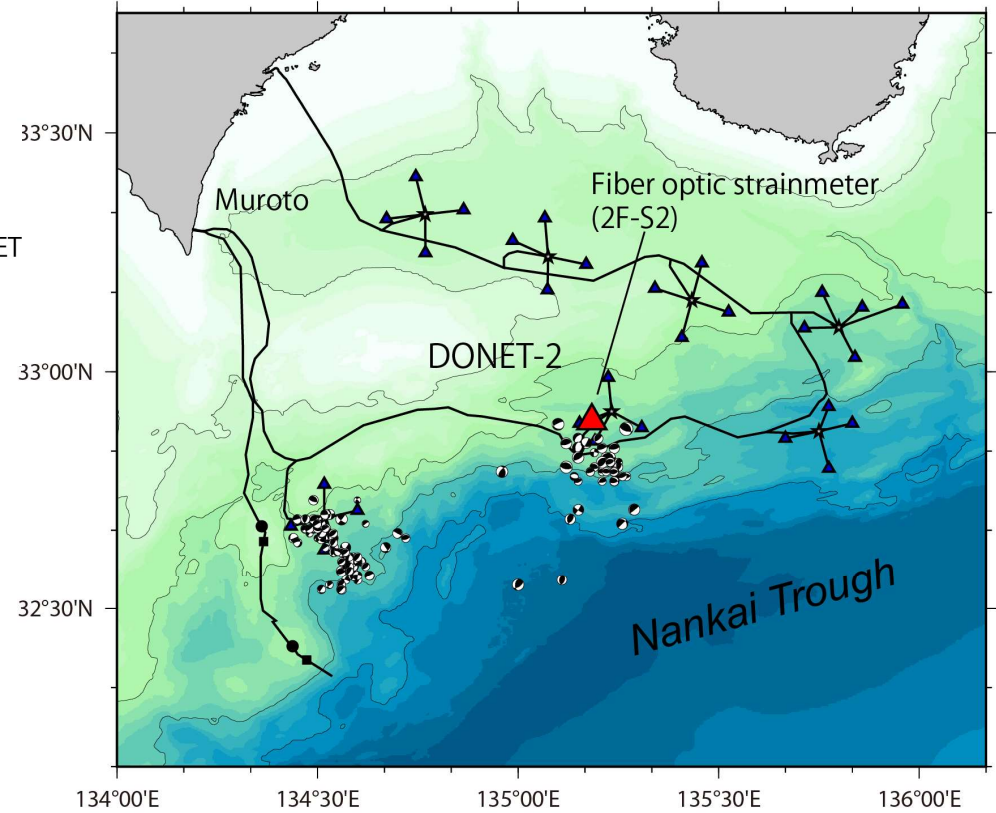 33°30'N
Fiber optic strainmeter
(2F-S2)
Muroto
ET
33°00'N
DONET-2
32°30'N
Nankai Trough
134°00'E
134°30'E
135°00'E
135°30'E
136°00'E